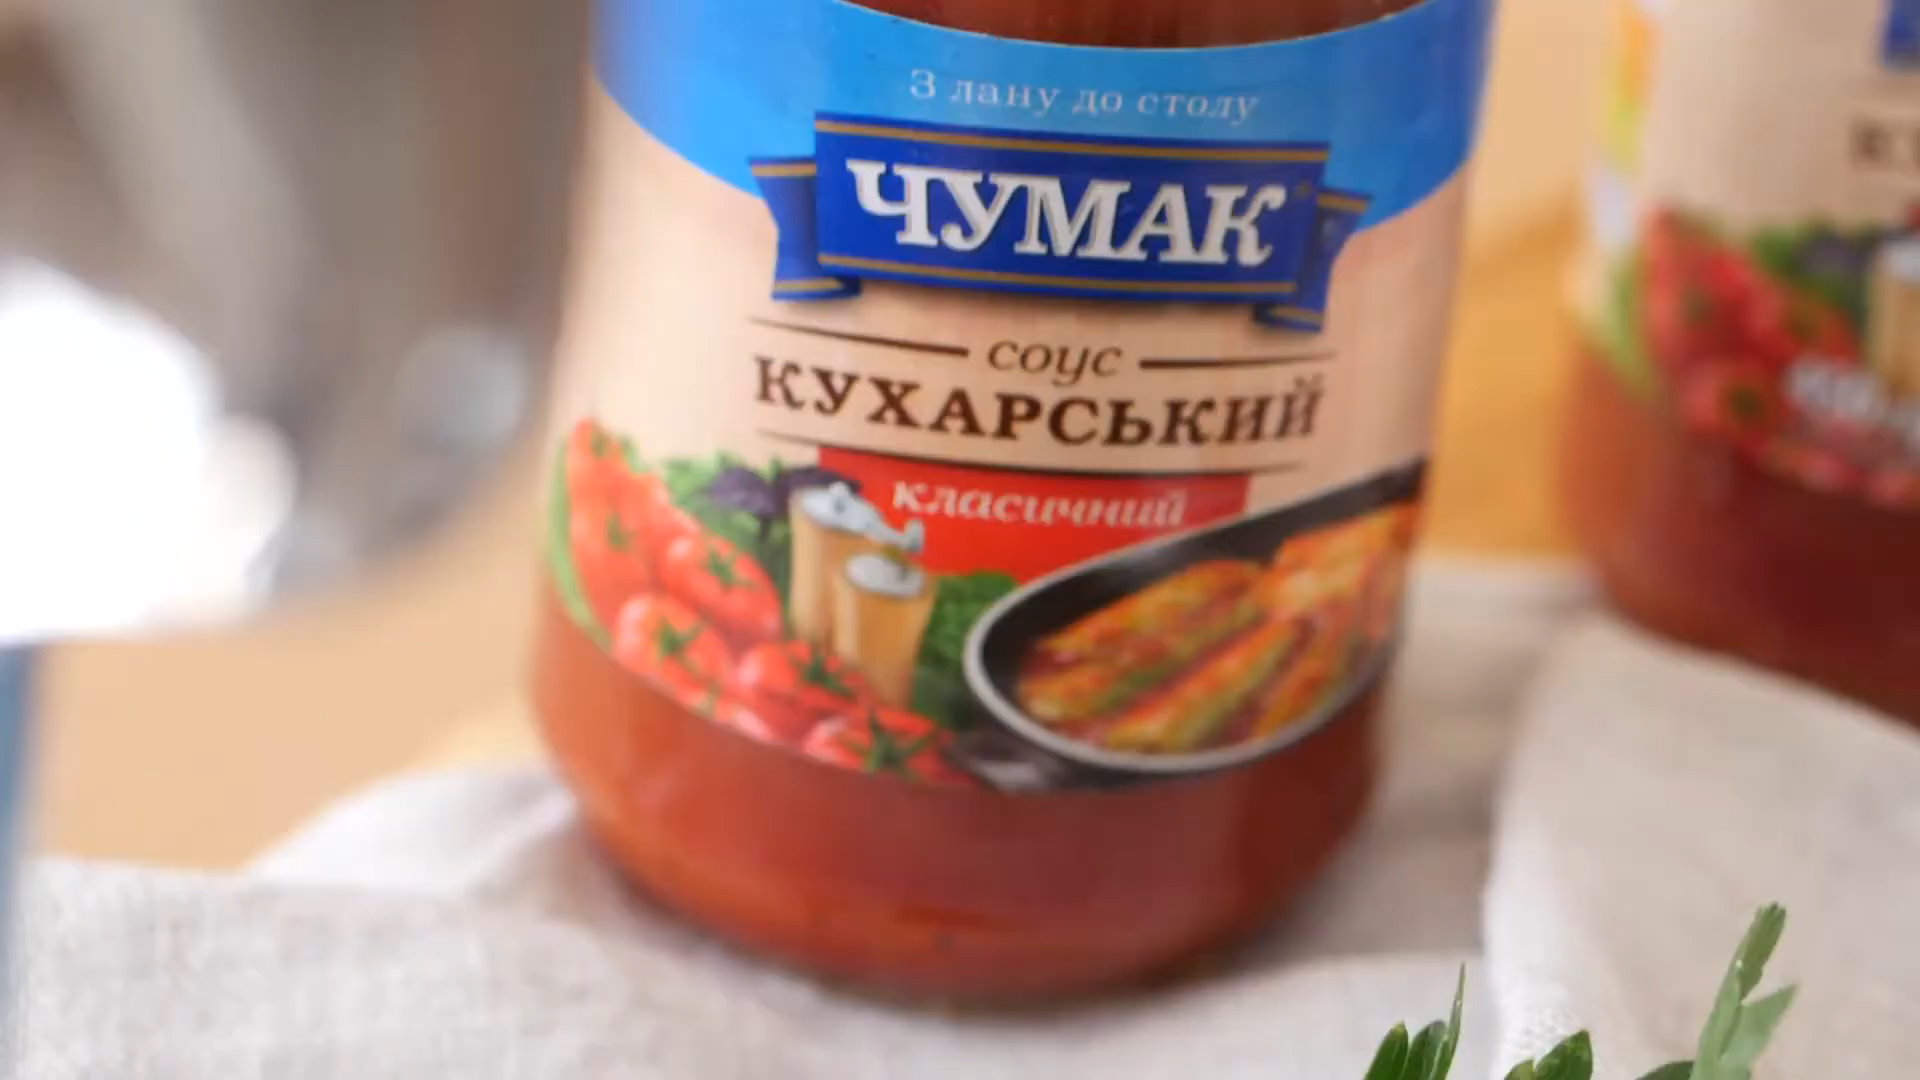 З лану до столу
ЧУМАК
соус
КУХАРСЬКИЙ
класичний